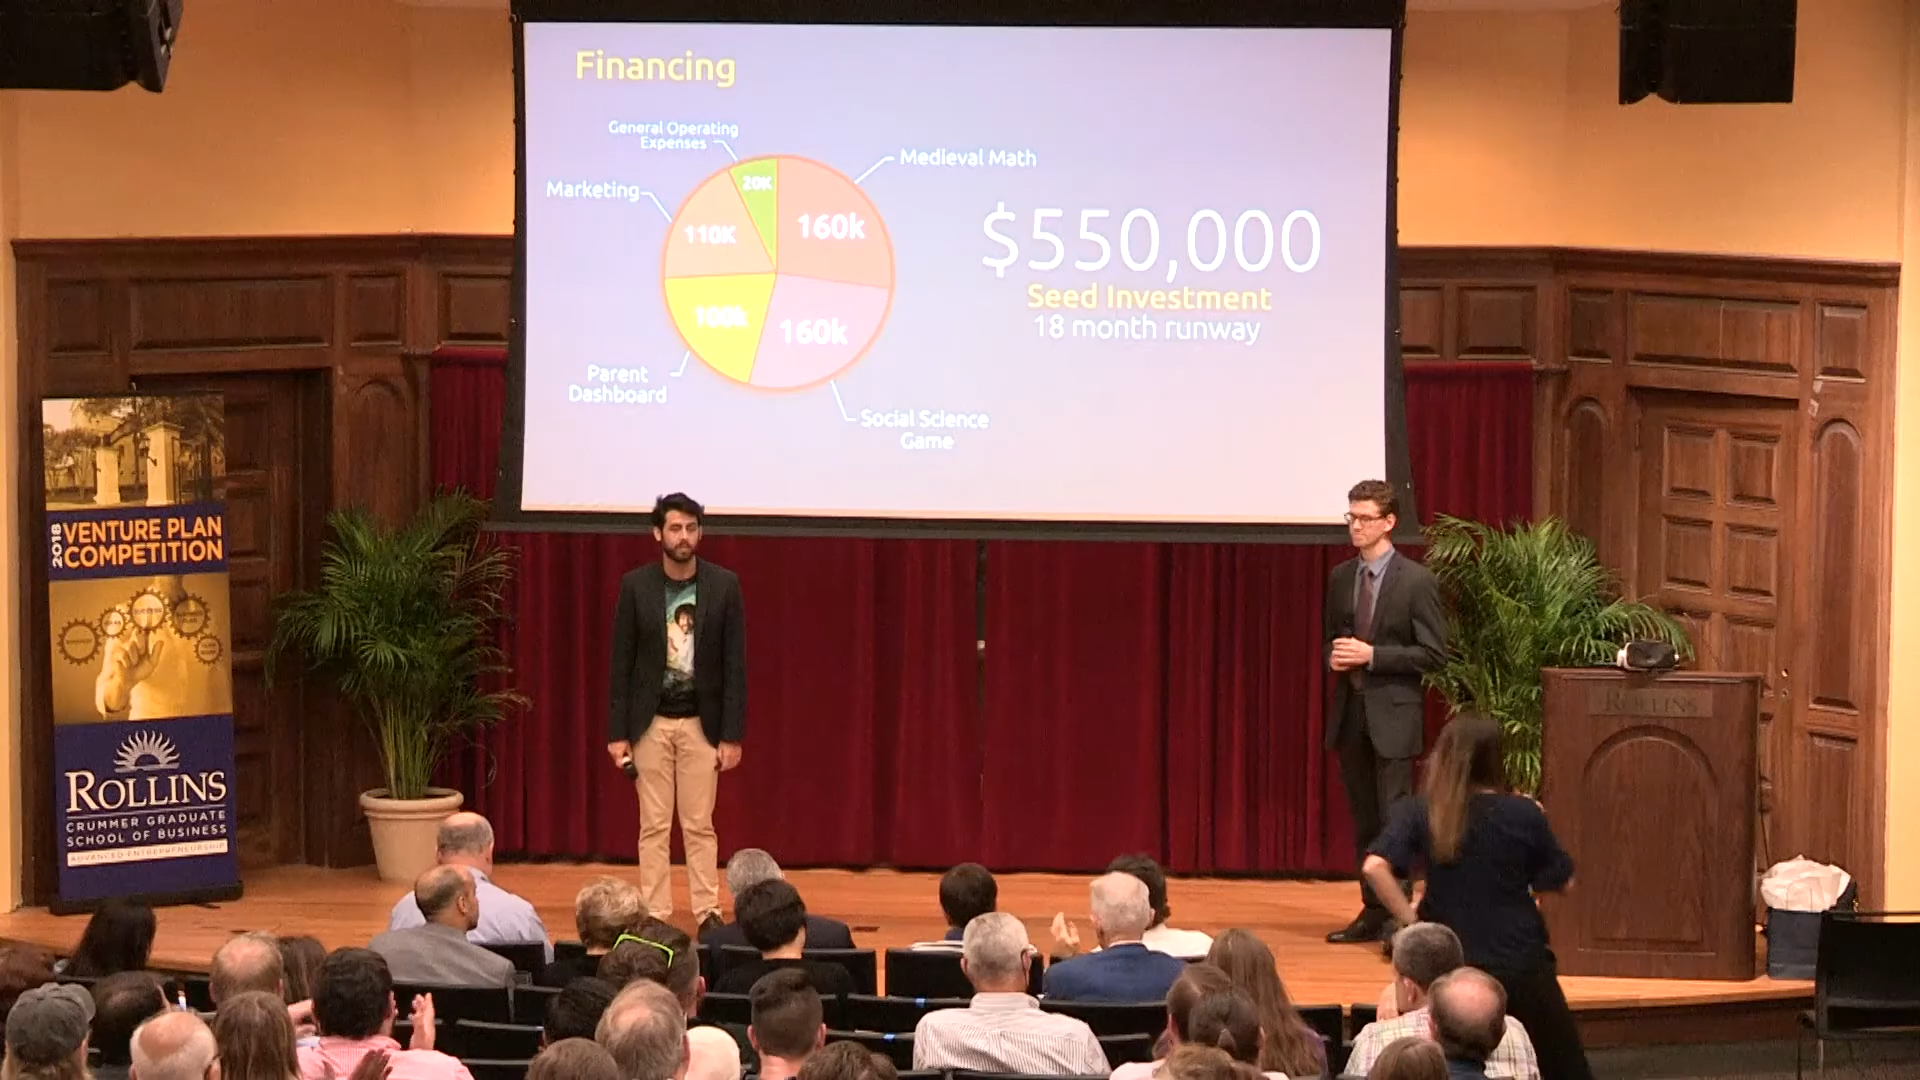 Financing
General Operating
Expenses
Marketing
20K
Medieval Math
110K
160k
100k
160k
Parent
Dashboard
Social Science
Game
$550,000
Seed Investment
18 month runway
2018
VENTURE PLAN
COMPETITION
SUCCESS
ROLLINS
CRUMMER GRADUATE
SCHOOL OF BUSINESS
ADVANCED ENTREPRENEURSHIP
ROLLINS